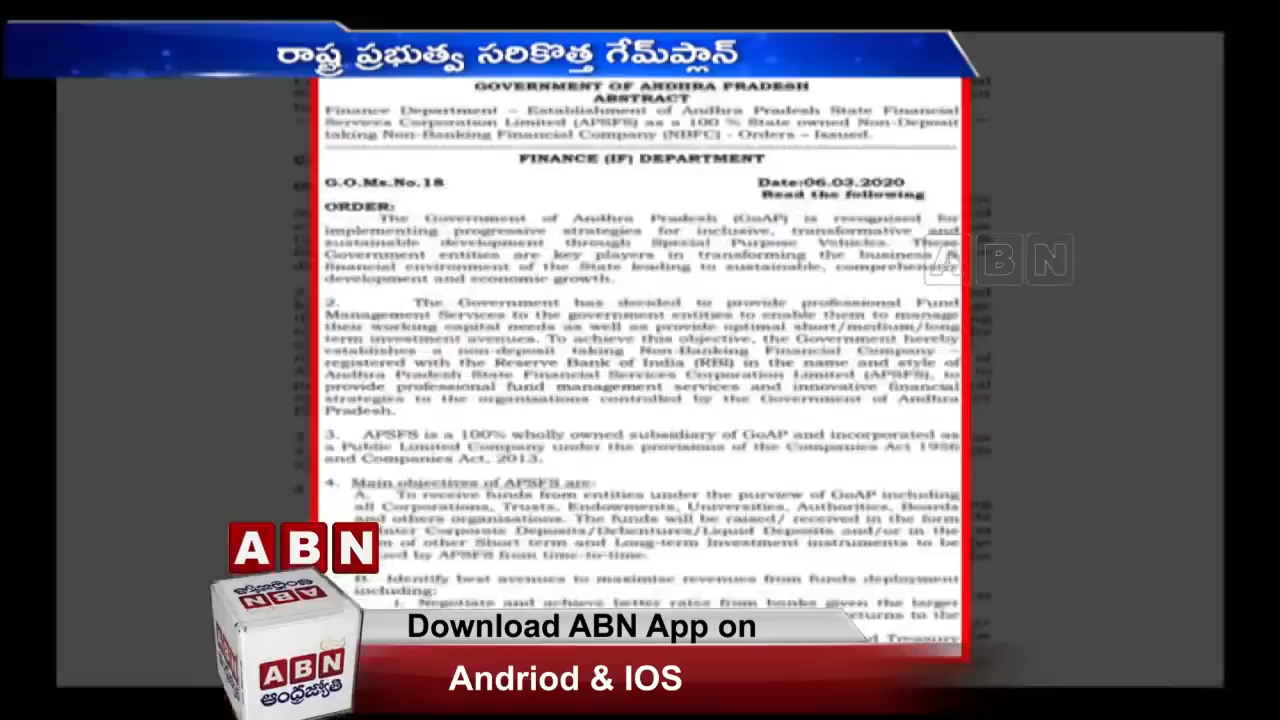 రాష్ట్ర ప్రభుత్వ సరికొత్త గేమ్‌ప్లాన్
GOVERNMENT OF ANDHRA PRADESH
ABSTRACT
Finance Department – Establishment of Andhra Pradesh State Financial
Services Corporation Limited (APSFS) as a 100 % State owned Non-Deposit
taking Non-Banking Financial Company (NBFC) - Orders – Issued.
FINANCE (IF) DEPARTMENT
G.O.Ms.No.18 Date:06.03.2020
Read the following
ORDER:
The Government of Andhra Pradesh (GoAP) is recognised for
implementing progressive strategies for inclusive, transformative and
sustainable development through Special Purpose Vehicles. These
Government entities are key players in transforming the business &
financial environment of the State leading to sustainable, comprehensive
development and economic growth.
ABN
2. The Government has decided to provide professional Fund
Management Services to the government entities to enable them to manage
their working capital needs as well as provide optimal short/medium/long
term investment avenues. To achieve this objective, the Government hereby
establishes a non-deposit taking Non-Banking Financial Company –
registered with the Reserve Bank of India (RBI) in the name and style of
Andhra Pradesh State Financial Services Corporation Limited (APSFS), to
provide professional fund management services and innovative financial
strategies to the organisations controlled by the Government of Andhra
Pradesh.
3. APSFS is a 100% wholly owned subsidiary of GoAP and incorporated as
a Public Limited Company under the provisions of the Companies Act 1956
and Companies Act, 2013.
4. Main objectives of APSFS are:
A. To receive funds from entities under the purview of GoAP including
all Corporations, Trusts, Endowments, Universities, Authorities, Boards
and others organisations. The funds will be raised/ received in the form
Inter Corporate Deposits/Debentures/Liquid Deposits and/or in the
of other Short term and Long-term Investment instruments to be
by APSFS from time-to-time.
B. Identify best avenues to maximise revenues from funds deployment
including:
i. Negotiate and achieve better rates from banks given the larger
returns to the
Treasury
ABN
ABN
ABN
ఆంధ్రజ్యోతి
Download ABN App on
Andriod & IOS